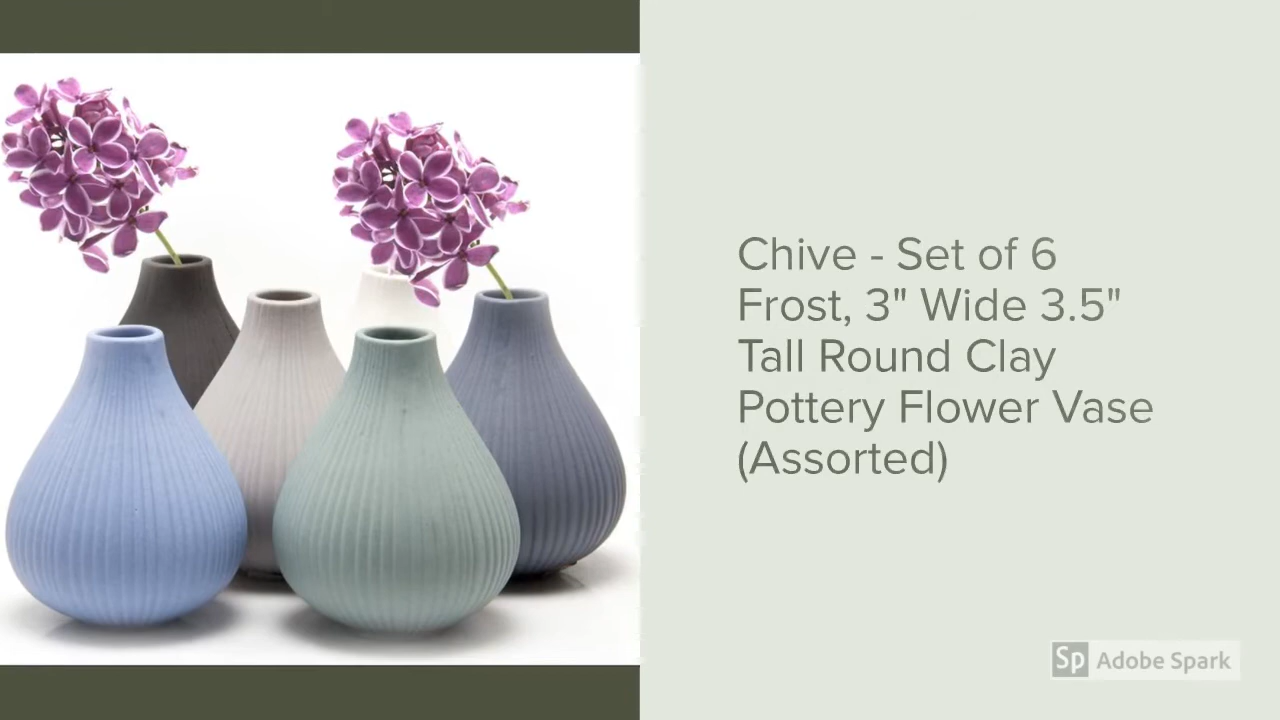 Chive - Set of 6
Frost, 3" Wide 3.5"
Tall Round Clay
Pottery Flower Vase
(Assorted)
Sp Adobe Spark